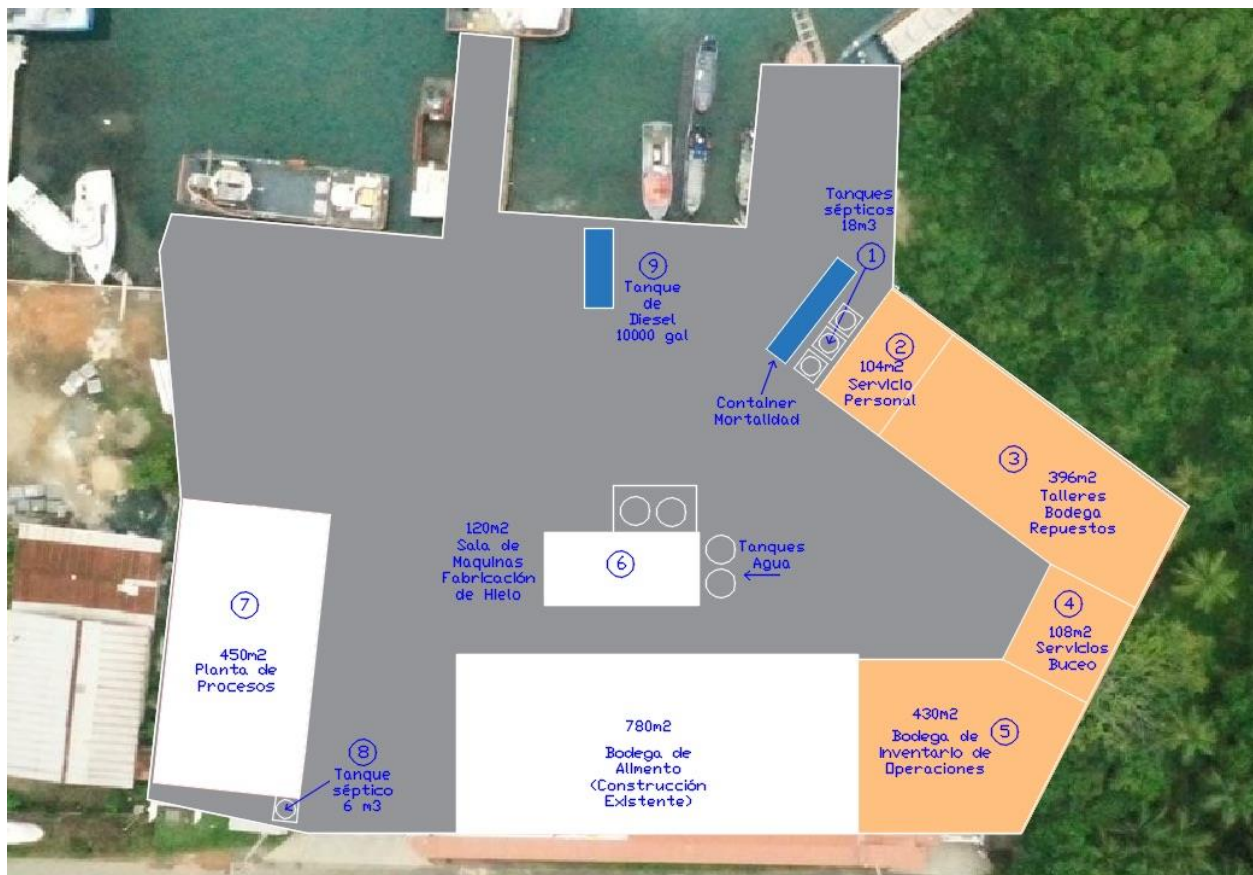 Tanques
sépticos
18m3
1
9
Tanque
de
Diesel
10000 gal
2
104m2
Servicio
Personal
Container
Mortalidad
3
396m2
Talleres
Bodega
Repuestos
120m2
Sala de
Maquinas
Fabricación
de Hielo
6
Tanques
Agua
7
450m2
Planta de
Procesos
4
108m2
Servicios
Buceo
780m2
Bodega de
Alimento
(Construcción
Existente)
430m2
Bodega de
Inventario de
Operaciones
5
8
Tanque
séptico
6 m3